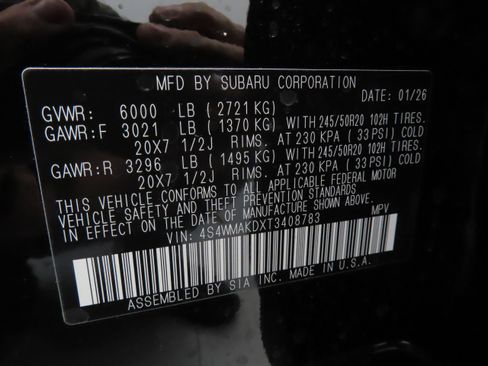 MFD BY SUBARU CORPORATION
DATE: 01/26
GVWR: 6000 LB (2721 KG)
GAWR:F 3021 LB (1370 KG) WITH 245/50R20 102H TIRES.
20X7 1/2J RIMS. AT 230 KPA (33 PSI) COLD
GAWR:R 3296 LB (1495 KG) WITH 245/50R20 102H TIRES.
20X7 1/2J RIMS. AT 230 KPA (33 PSI) COLD
THIS VEHICLE CONFORMS TO ALL APPLICABLE FEDERAL MOTOR
VEHICLE SAFETY AND THEFT PREVENTION STANDARDS
IN EFFECT ON THE DATE OF MANUFACTURE SHOWN ABOVE.
VIN: 4S4WMAKDXT3408783 MPV
ASSEMBLED BY SIA INC. MADE IN U.S.A.